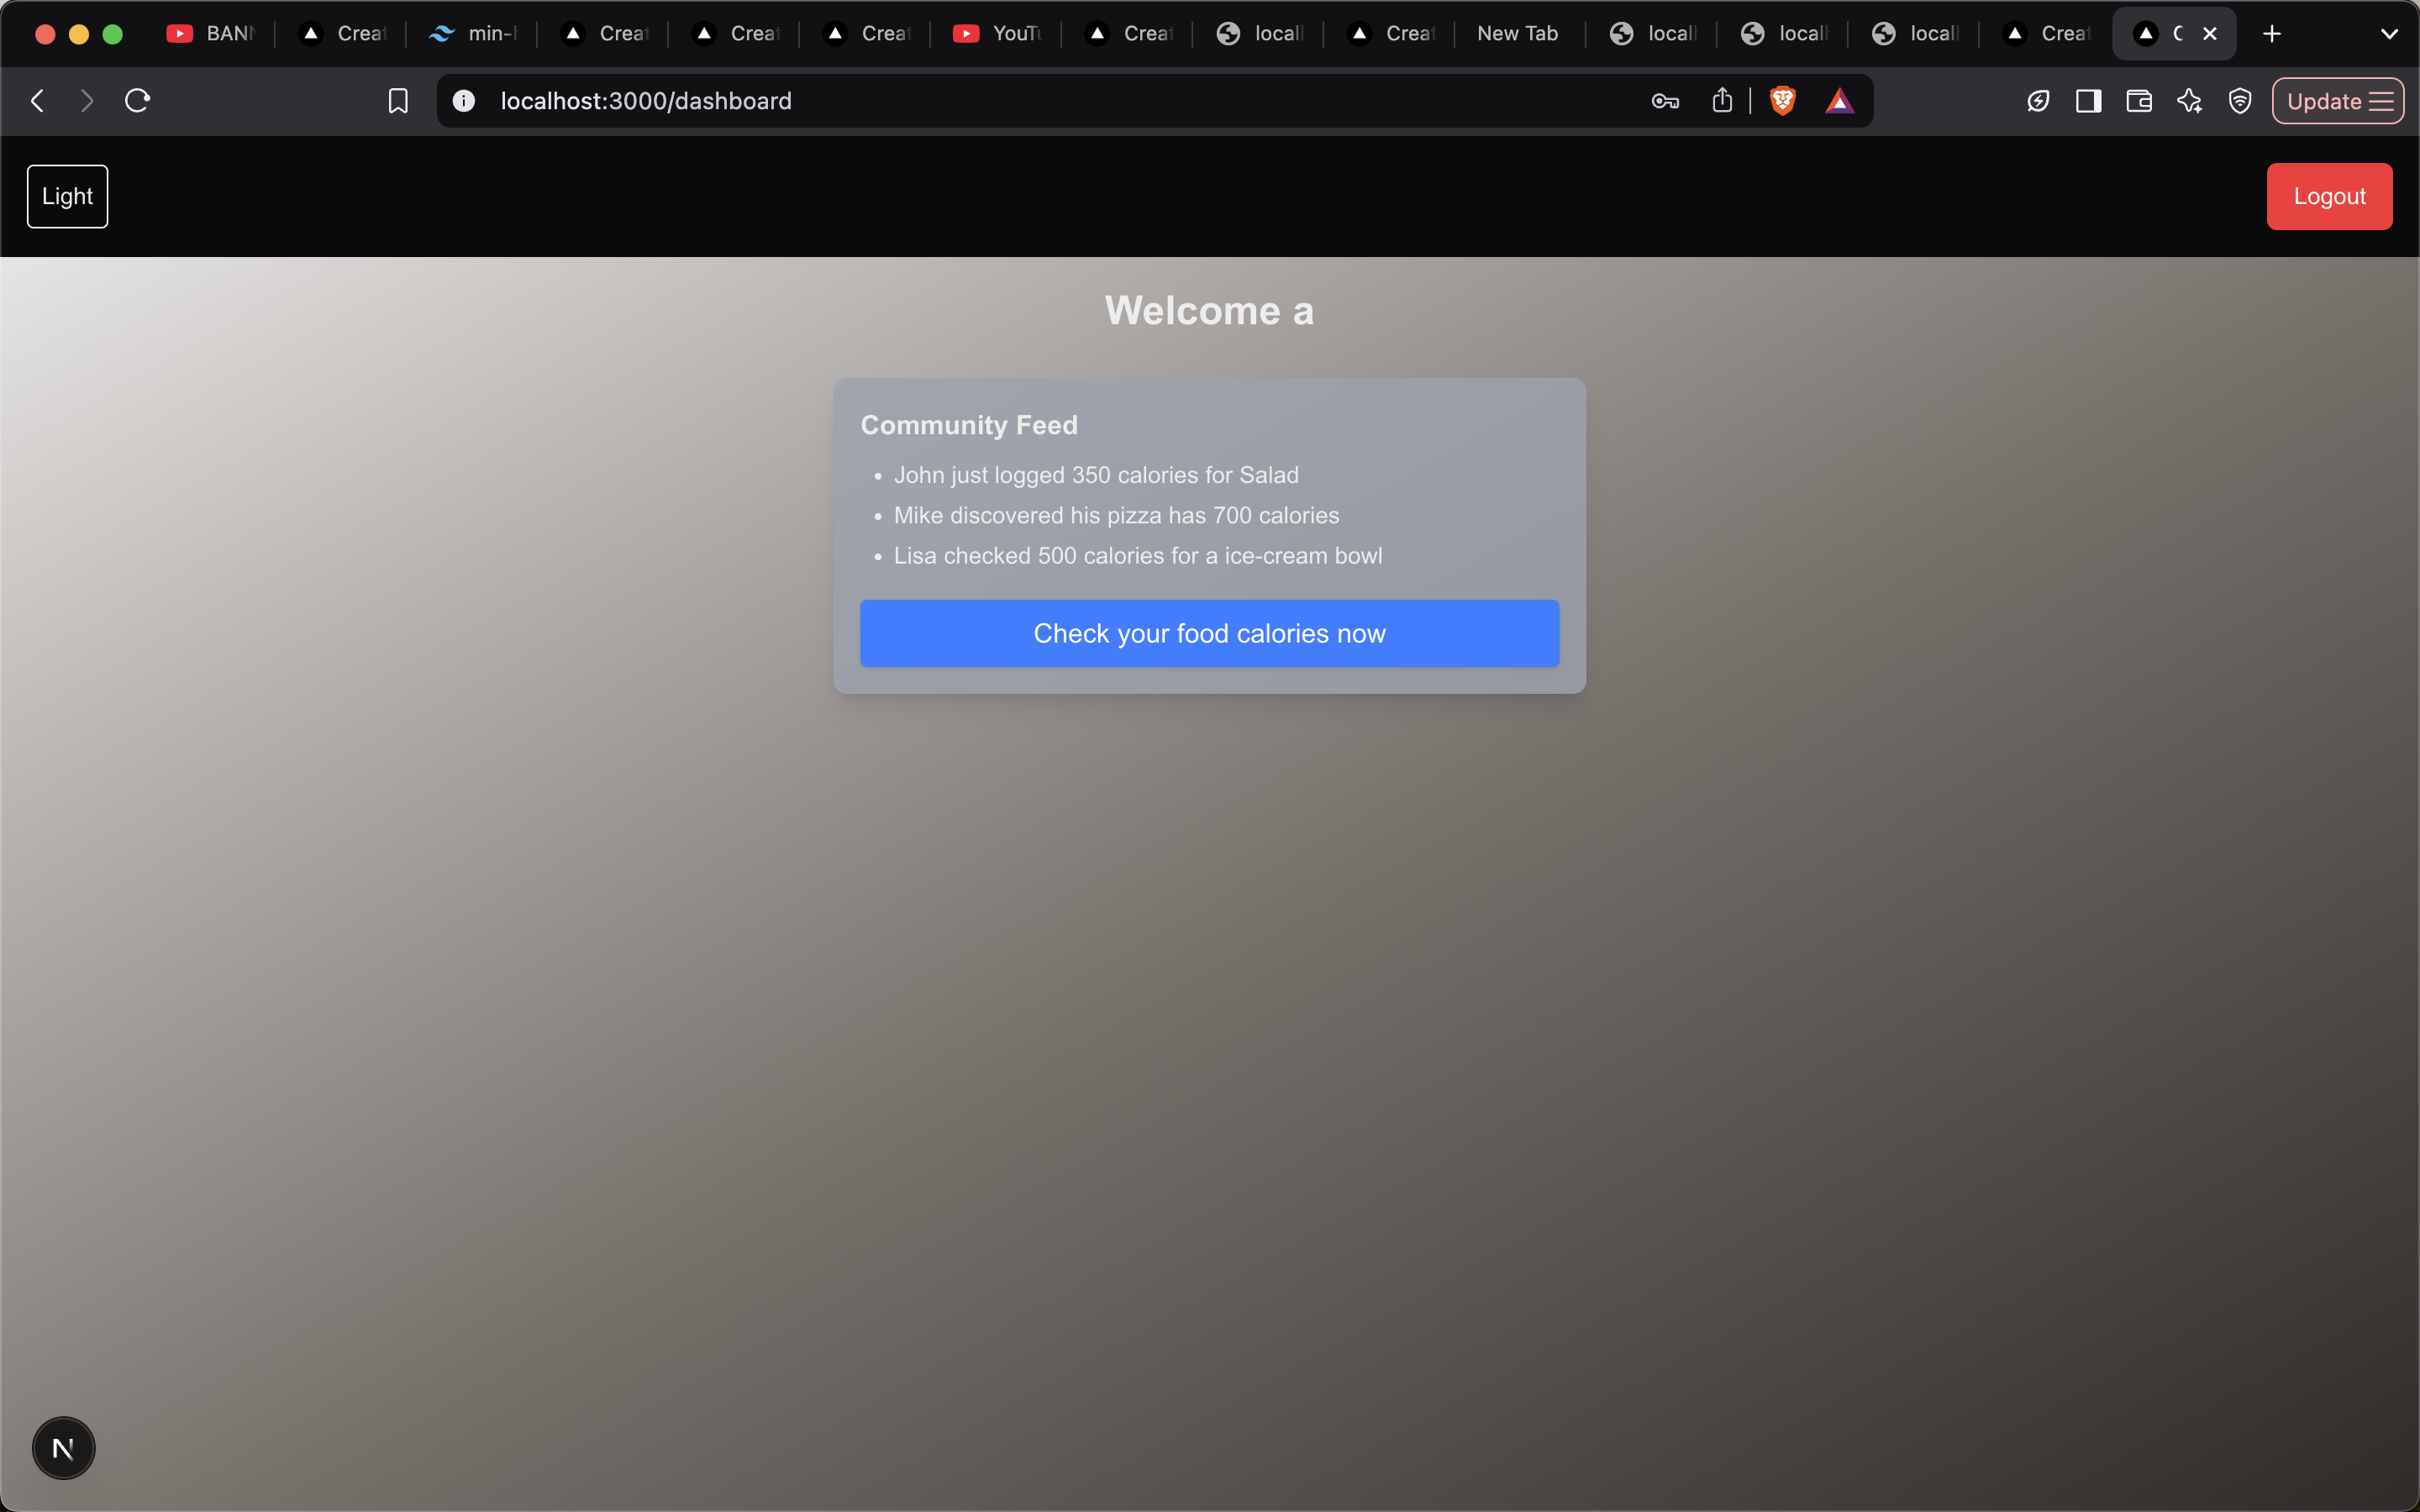 BAN
Creat
min-h
Creat
Creat
Creat
YouTu
Creat
locall
Creat
New Tab
locall
locall
locall
Creat
C
localhost:3000/dashboard
Update
Light
Logout
Welcome a
Community Feed
• John just logged 350 calories for Salad
• Mike discovered his pizza has 700 calories
• Lisa checked 500 calories for a ice-cream bowl
Check your food calories now
N